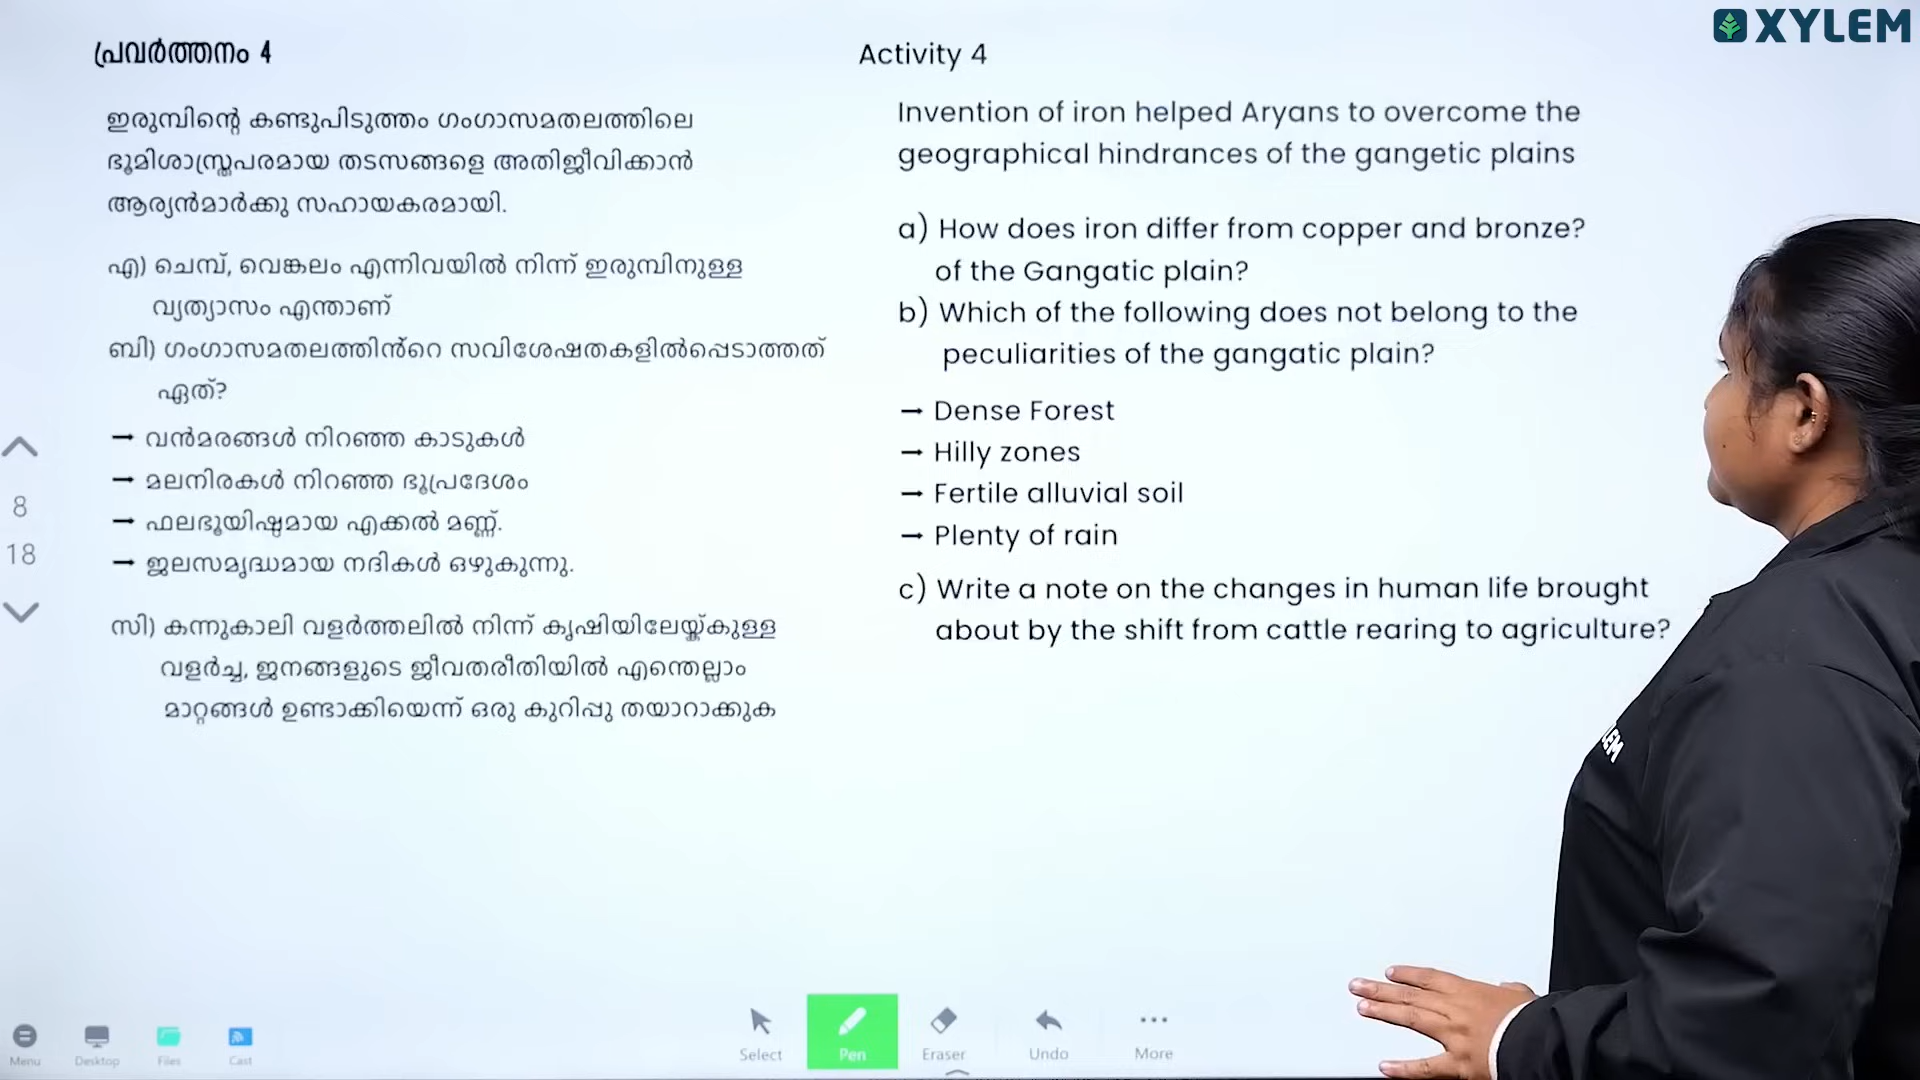 XYLEM
പ്രവർത്തനം 4
ഇരുമ്പിന്റെ കണ്ടുപിടുത്തം ഗംഗാസമതലത്തിലെ
ഭൂമിശാസ്ത്രപരമായ തടസങ്ങളെ അതിജീവിക്കാൻ
ആര്യൻമാർക്കു സഹായകരമായി.
എ) ചെമ്പ്, വെങ്കലം എന്നിവയിൽ നിന്ന് ഇരുമ്പിനുള്ള
വ്യത്യാസം എന്താണ്
ബി) ഗംഗാസമതലത്തിൻറെ സവിശേഷതകളിൽപ്പെടാത്തത്
ഏത്?
→ വൻമരങ്ങൾ നിറഞ്ഞ കാടുകൾ
→ മലനിരകൾ നിറഞ്ഞ ഭൂപ്രദേശം
→ ഫലഭൂയിഷ്ഠമായ എക്കൽ മണ്ണ്.
→ ജലസമൃദ്ധമായ നദികൾ ഒഴുകുന്നു.
സി) കന്നുകാലി വളർത്തലിൽ നിന്ന് കൃഷിയിലേയ്ക്കുള്ള
വളർച്ച, ജനങ്ങളുടെ ജീവതരീതിയിൽ എന്തെല്ലാം
മാറ്റങ്ങൾ ഉണ്ടാക്കിയെന്ന് ഒരു കുറിപ്പു തയാറാക്കുക
Activity 4
Invention of iron helped Aryans to overcome the
geographical hindrances of the gangetic plains
a) How does iron differ from copper and bronze?
of the Gangatic plain?
b) Which of the following does not belong to the
peculiarities of the gangatic plain?
→ Dense Forest
→ Hilly zones
→ Fertile alluvial soil
→ Plenty of rain
c) Write a note on the changes in human life brought
about by the shift from cattle rearing to agriculture?
8
18
Menu
Desktop
Files
Cast
Select
Pen
Eraser
Undo
More